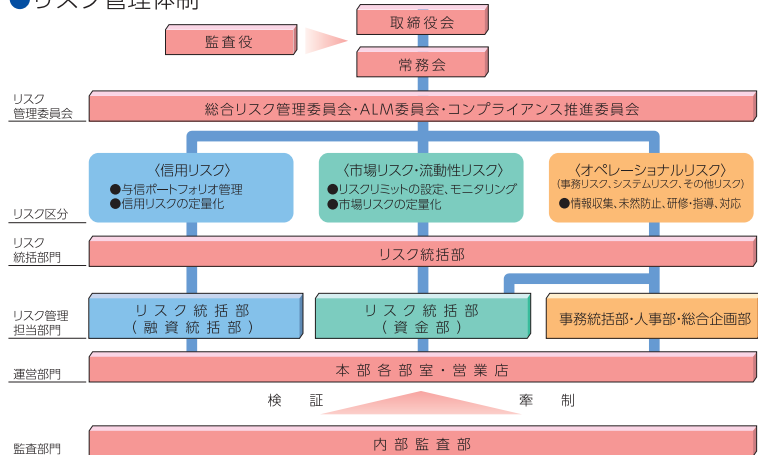 ●リスク管理体制
取締役会
監査役
常務会
リスク
管理委員会
総合リスク管理委員会・ALM委員会・コンプライアンス推進委員会
〈信用リスク〉
●与信ポートフォリオ管理
●信用リスクの定量化
〈市場リスク・流動性リスク〉
●リスクリミットの設定、モニタリング
●市場リスクの定量化
〈オペレーショナルリスク〉
(事務リスク、システムリスク、その他リスク)
●情報収集、未然防止、研修・指導、対応
リスク区分
リスク
統括部門
リスク統括部
リスク管理
担当部門
リスク統括部
(融資統括部)
リスク統括部
(資金部)
事務統括部・人事部・総合企画部
運営部門
本部各部室・営業店
検証
牽制
監査部門
内部監査部